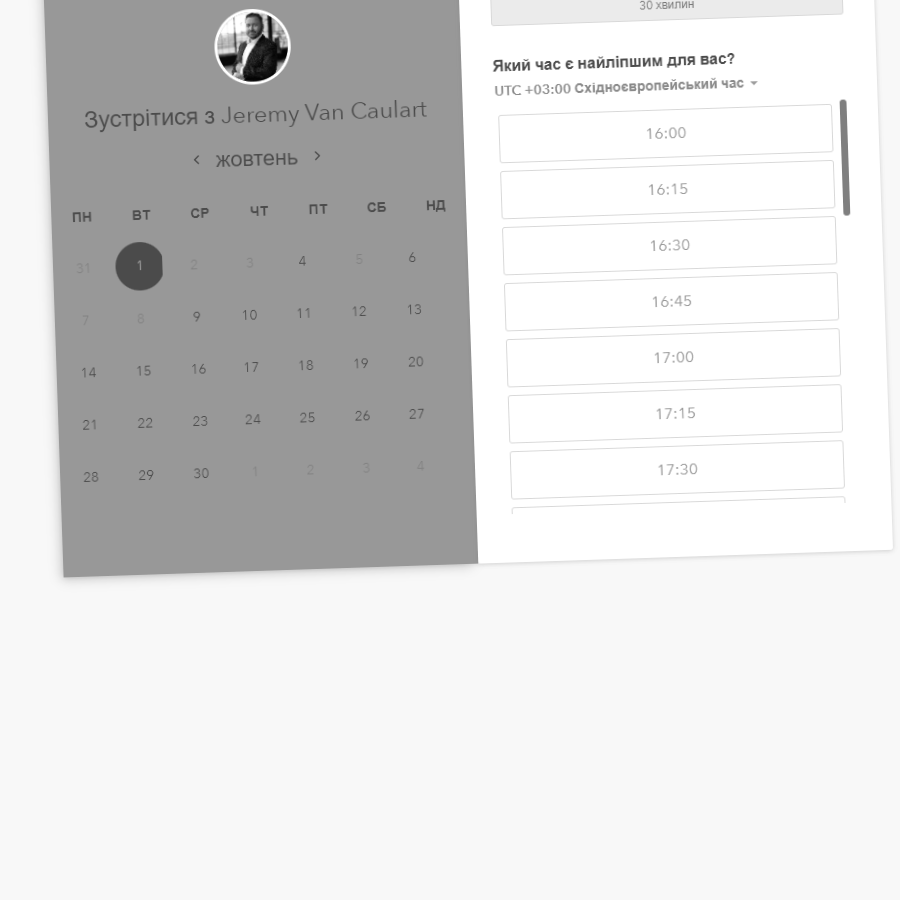 Зустрітися з Jeremy Van Caulart
жовтень
ПН ВТ СР ЧТ ПТ СБ НД
31 1 2 3 4 5 6
7 8 9 10 11 12 13
14 15 16 17 18 19 20
21 22 23 24 25 26 27
28 29 30 1 2 3 4
30 хвилин
Який час є найліпшим для вас?
UTC +03:00 Східноєвропейський час
16:00
16:15
16:30
16:45
17:00
17:15
17:30